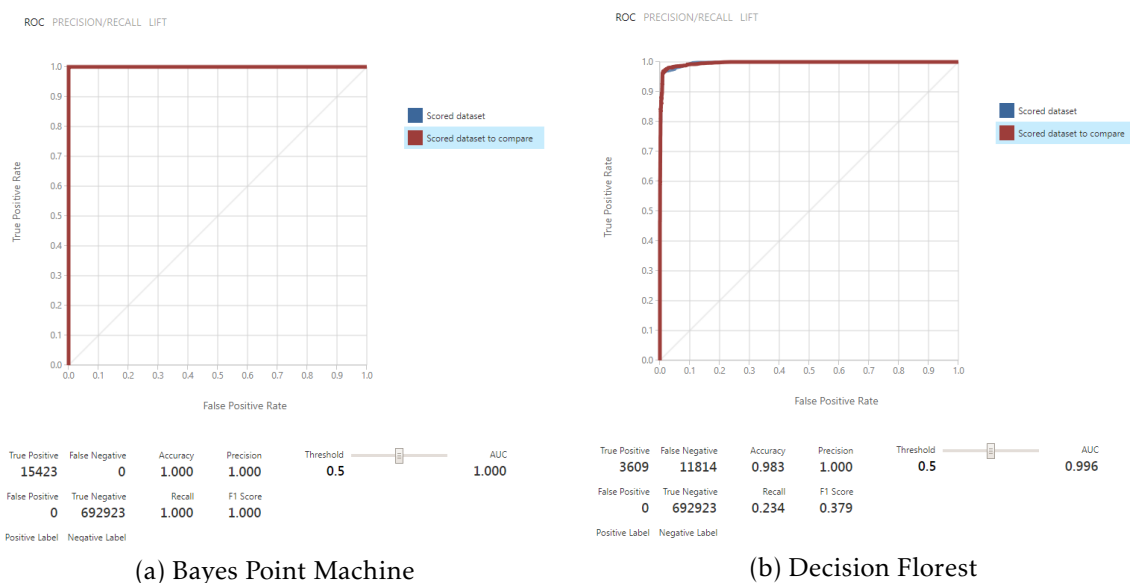 ROC PRECISION/RECALL LIFT
1.0
0.9
0.8
0.7
0.6
0.5
0.4
0.3
0.2
0.1
0.0
True Positive Rate
0.0 0.1 0.2 0.3 0.4 0.5 0.6 0.7 0.8 0.9 1.0
False Positive Rate
Scored dataset
Scored dataset to compare
True Positive False Negative Accuracy Precision Threshold AUC
15423 0 1.000 1.000 0.5 1.000
False Positive True Negative Recall F1 Score
0 692923 1.000 1.000
Positive Label Negative Label
(a) Bayes Point Machine
ROC PRECISION/RECALL LIFT
1.0
0.9
0.8
0.7
0.6
0.5
0.4
0.3
0.2
0.1
0.0
True Positive Rate
0.0 0.1 0.2 0.3 0.4 0.5 0.6 0.7 0.8 0.9 1.0
False Positive Rate
Scored dataset
Scored dataset to compare
True Positive False Negative Accuracy Precision Threshold AUC
3609 11814 0.983 1.000 0.5 0.996
False Positive True Negative Recall F1 Score
0 692923 0.234 0.379
Positive Label Negative Label
(b) Decision Florest